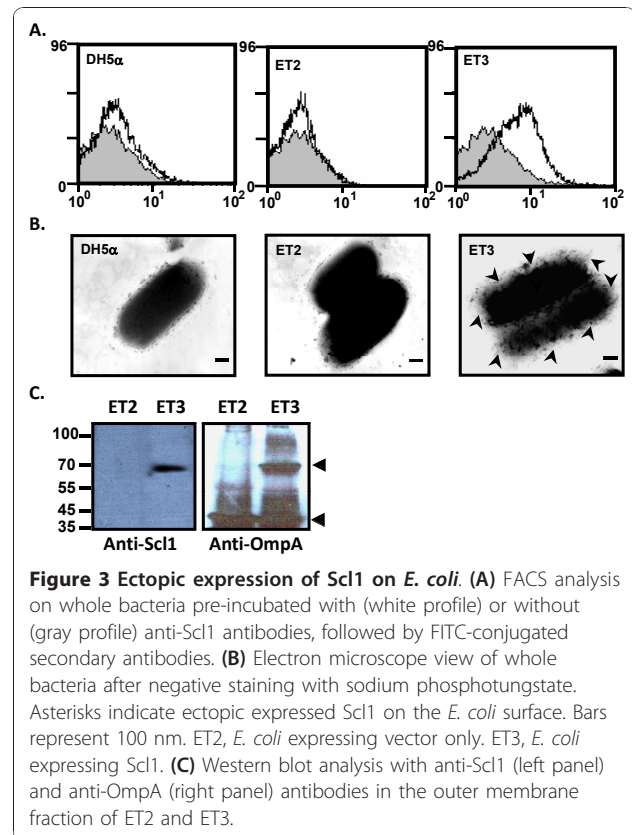 A.
96
DH5α
0
10⁰ 10¹ 10²
96
ET2
0
10⁰ 10¹ 10²
96
ET3
0
10⁰ 10¹ 10²
B.
DH5α
ET2
ET3
C.
ET2 ET3 ET2 ET3
100
70
55
45
35
Anti-Scl1 Anti-OmpA
Figure 3 Ectopic expression of Scl1 on E. coli. (A) FACS analysis
on whole bacteria pre-incubated with (white profile) or without
(gray profile) anti-Scl1 antibodies, followed by FITC-conjugated
secondary antibodies. (B) Electron microscope view of whole
bacteria after negative staining with sodium phosphotungstate.
Asterisks indicate ectopic expressed Scl1 on the E. coli surface. Bars
represent 100 nm. ET2, E. coli expressing vector only. ET3, E. coli
expressing Scl1. (C) Western blot analysis with anti-Scl1 (left panel)
and anti-OmpA (right panel) antibodies in the outer membrane
fraction of ET2 and ET3.